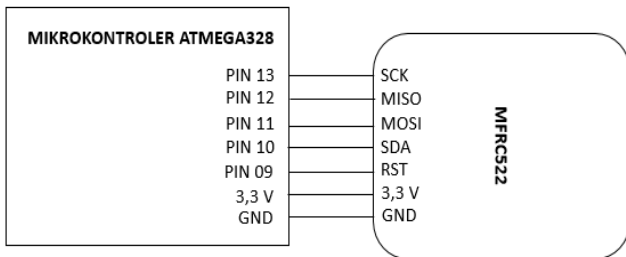 MIKROKONTROLER ATMEGA328
PIN 13
PIN 12
PIN 11
PIN 10
PIN 09
3,3 V
GND
SCK
MISO
MOSI
SDA
RST
3,3 V
GND
MFRC522